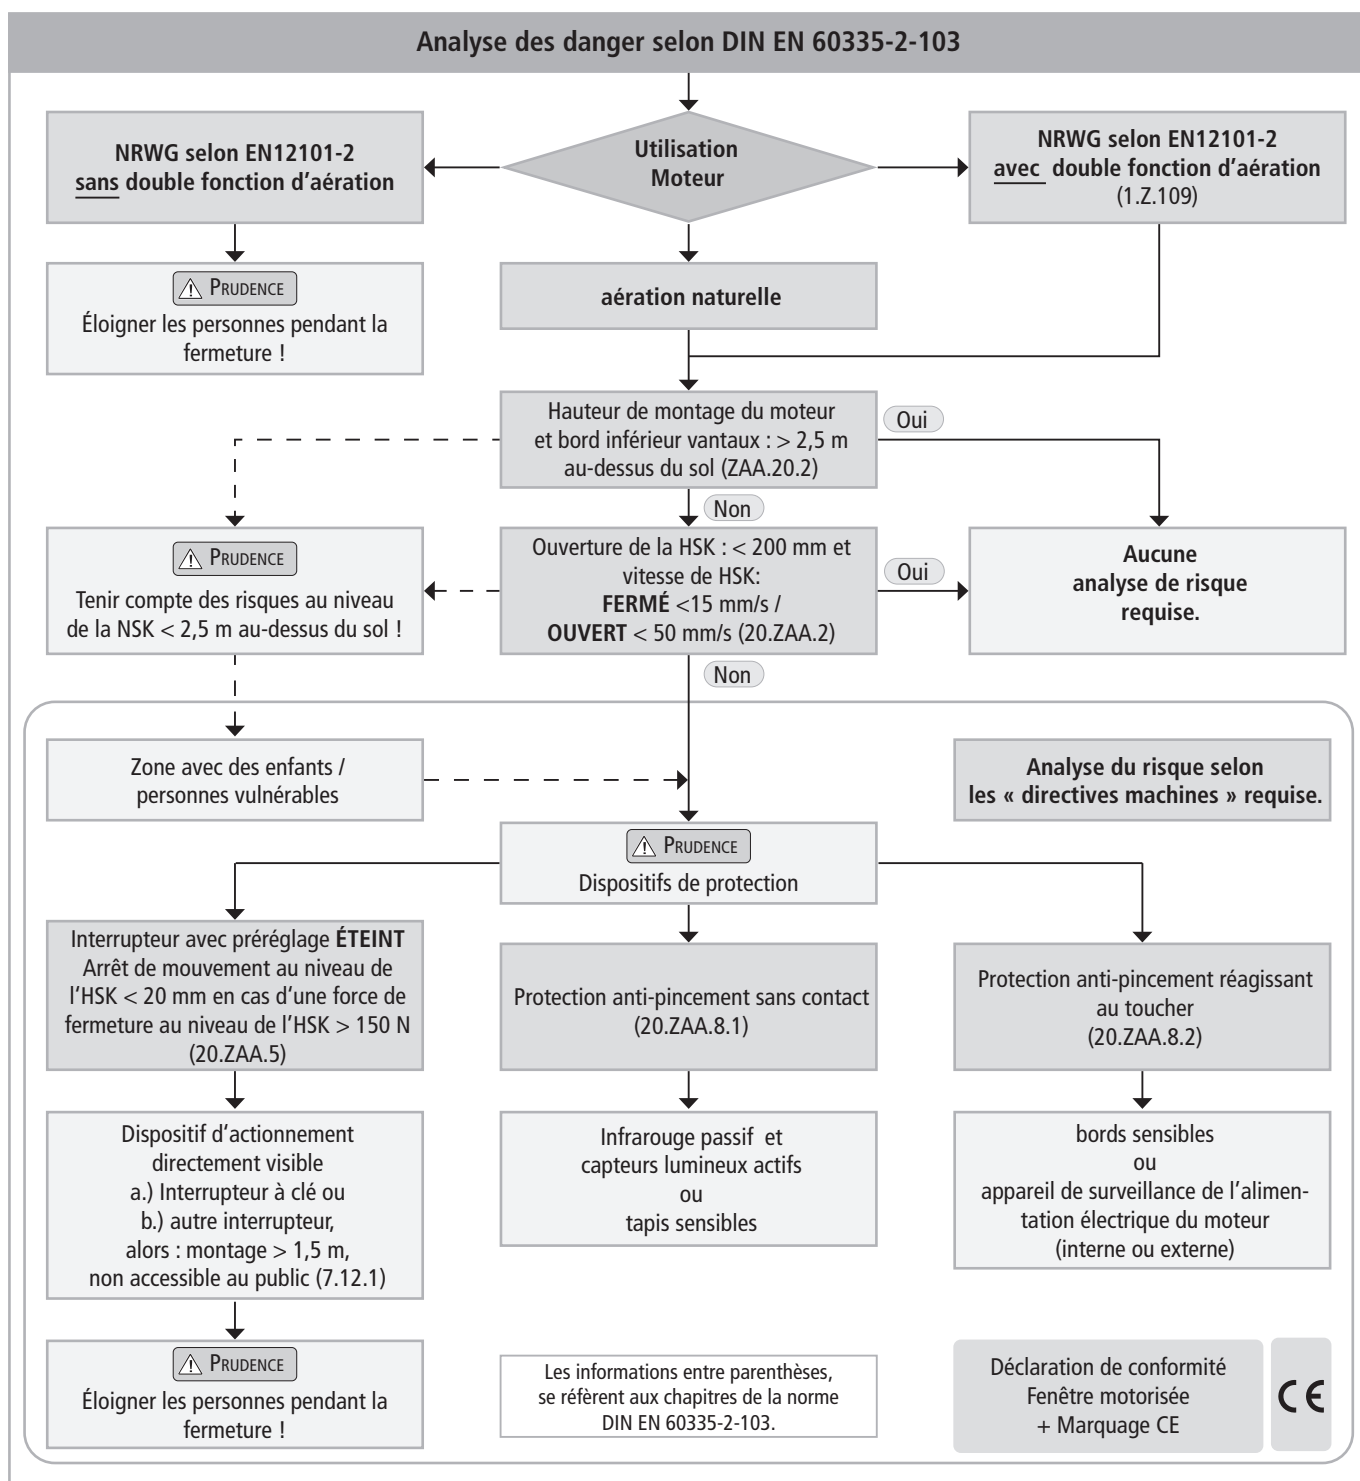 Analyse des danger selon DIN EN 60335-2-103
NRWG selon EN12101-2
sans double fonction d'aération
Utilisation
Moteur
NRWG selon EN12101-2
avec double fonction d'aération
(1.Z.109)
PRUDENCE
Éloigner les personnes pendant la
fermeture !
aération naturelle
Hauteur de montage du moteur
et bord inférieur vantaux : > 2,5 m
au-dessus du sol (ZAA.20.2)
Oui
Non
PRUDENCE
Tenir compte des risques au niveau
de la NSK < 2,5 m au-dessus du sol !
Ouverture de la HSK : < 200 mm et
vitesse de HSK:
FERMÉ <15 mm/s /
OUVERT < 50 mm/s (20.ZAA.2)
Oui
Aucune
analyse de risque
requise.
Non
Zone avec des enfants /
personnes vulnérables
Analyse du risque selon
les « directives machines » requise.
PRUDENCE
Dispositifs de protection
Interrupteur avec préréglage ÉTEINT
Arrêt de mouvement au niveau de
l'HSK < 20 mm en cas d'une force de
fermeture au niveau de l'HSK > 150 N
(20.ZAA.5)
Protection anti-pincement sans contact
(20.ZAA.8.1)
Protection anti-pincement réagissant
au toucher
(20.ZAA.8.2)
Dispositif d'actionnement
directement visible
a.) Interrupteur à clé ou
b.) autre interrupteur,
alors : montage > 1,5 m,
non accessible au public (7.12.1)
Infrarouge passif et
capteurs lumineux actifs
ou
tapis sensibles
bords sensibles
ou
appareil de surveillance de l'alimen-
tation électrique du moteur
(interne ou externe)
PRUDENCE
Éloigner les personnes pendant la
fermeture !
Les informations entre parenthèses,
se réfèrent aux chapitres de la norme
DIN EN 60335-2-103.
Déclaration de conformité
Fenêtre motorisée
+ Marquage CE
CE